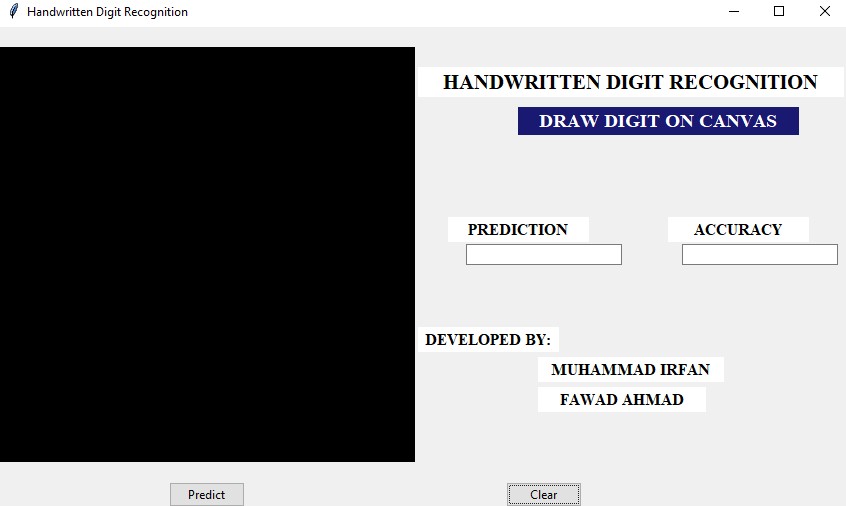 Handwritten Digit Recognition
HANDWRITTEN DIGIT RECOGNITION
DRAW DIGIT ON CANVAS
PREDICTION ACCURACY
DEVELOPED BY:
MUHAMMAD IRFAN
FAWAD AHMAD
Predict Clear